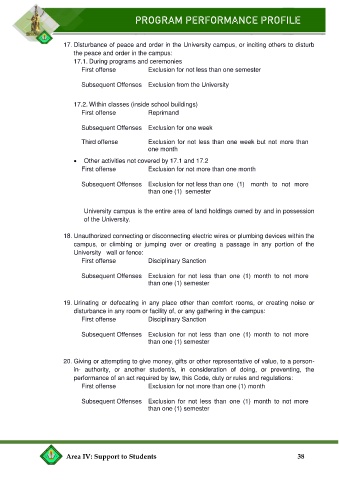 PROGRAM PERFORMANCE PROFILE
17. Disturbance of peace and order in the University campus, or inciting others to disturb
the peace and order in the campus:
17.1. During programs and ceremonies
First offense Exclusion for not less than one semester
Subsequent Offenses Exclusion from the University
17.2. Within classes (inside school buildings)
First offense Reprimand
Subsequent Offenses Exclusion for one week
Third offense Exclusion for not less than one week but not more than
one month
• Other activities not covered by 17.1 and 17.2
First offense Exclusion for not more than one month
Subsequent Offenses Exclusion for not less than one (1) month to not more
than one (1) semester
University campus is the entire area of land holdings owned by and in possession
of the University.
18. Unauthorized connecting or disconnecting electric wires or plumbing devices within the
campus, or climbing or jumping over or creating a passage in any portion of the
University wall or fence:
First offense Disciplinary Sanction
Subsequent Offenses Exclusion for not less than one (1) month to not more
than one (1) semester
19. Urinating or defecating in any place other than comfort rooms, or creating noise or
disturbance in any room or facility of, or any gathering in the campus:
First offense Disciplinary Sanction
Subsequent Offenses Exclusion for not less than one (1) month to not more
than one (1) semester
20. Giving or attempting to give money, gifts or other representative of value, to a person-
in- authority, or another student/s, in consideration of doing, or preventing, the
performance of an act required by law, this Code, duty or rules and regulations:
First offense Exclusion for not more than one (1) month
Subsequent Offenses Exclusion for not less than one (1) month to not more
than one (1) semester
Area IV: Support to Students 38